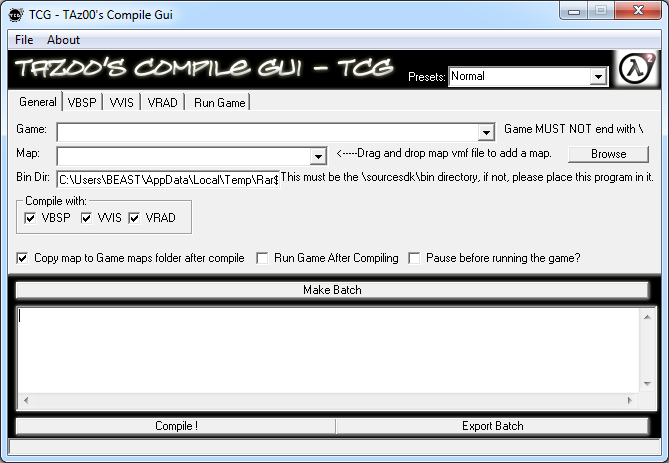 TCG - TAz00's Compile Gui
File About
TAZOO'S COMPILE GUI - TCG Presets: Normal
General VBSP VVIS VRAD Run Game
Game: Game MUST NOT end with \
Map: <-----Drag and drop map vmf file to add a map. Browse
Bin Dir: C:\Users\BEAST\AppData\Local\Temp\Rar$ This must be the \sourcesdk\bin directory, if not, please place this program in it.
Compile with:
VBSP VVIS VRAD
Copy map to Game maps folder after compile Run Game After Compiling Pause before running the game?
Make Batch
Compile ! Export Batch